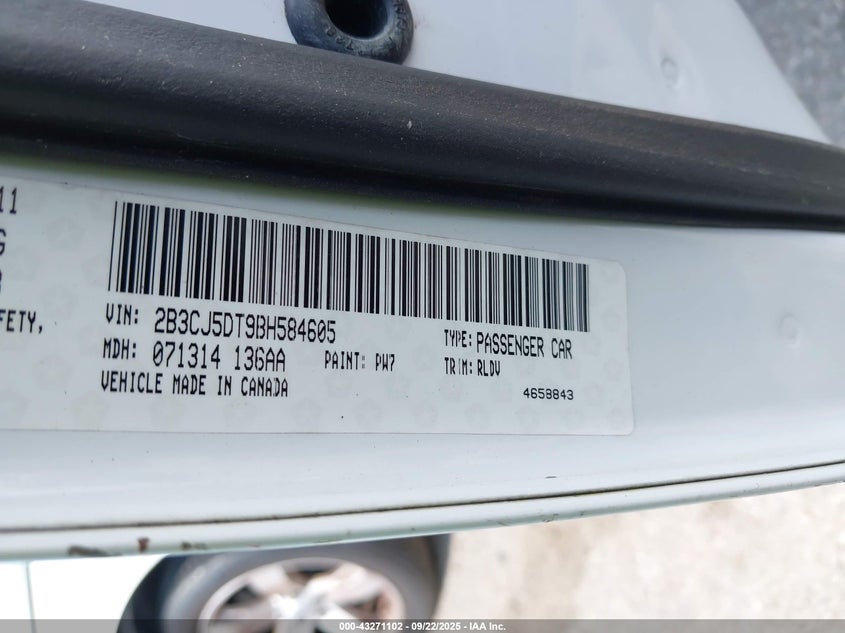 11
FETY,
VIN: 2B3CJ5DT9BH584605
TYPE: PASSENGER CAR
MDH: 071314 136AA
PAINT: PW7
TRIM: RLDV
VEHICLE MADE IN CANADA
4658843
000-43271102 - 09/22/2025 - IAA Inc.